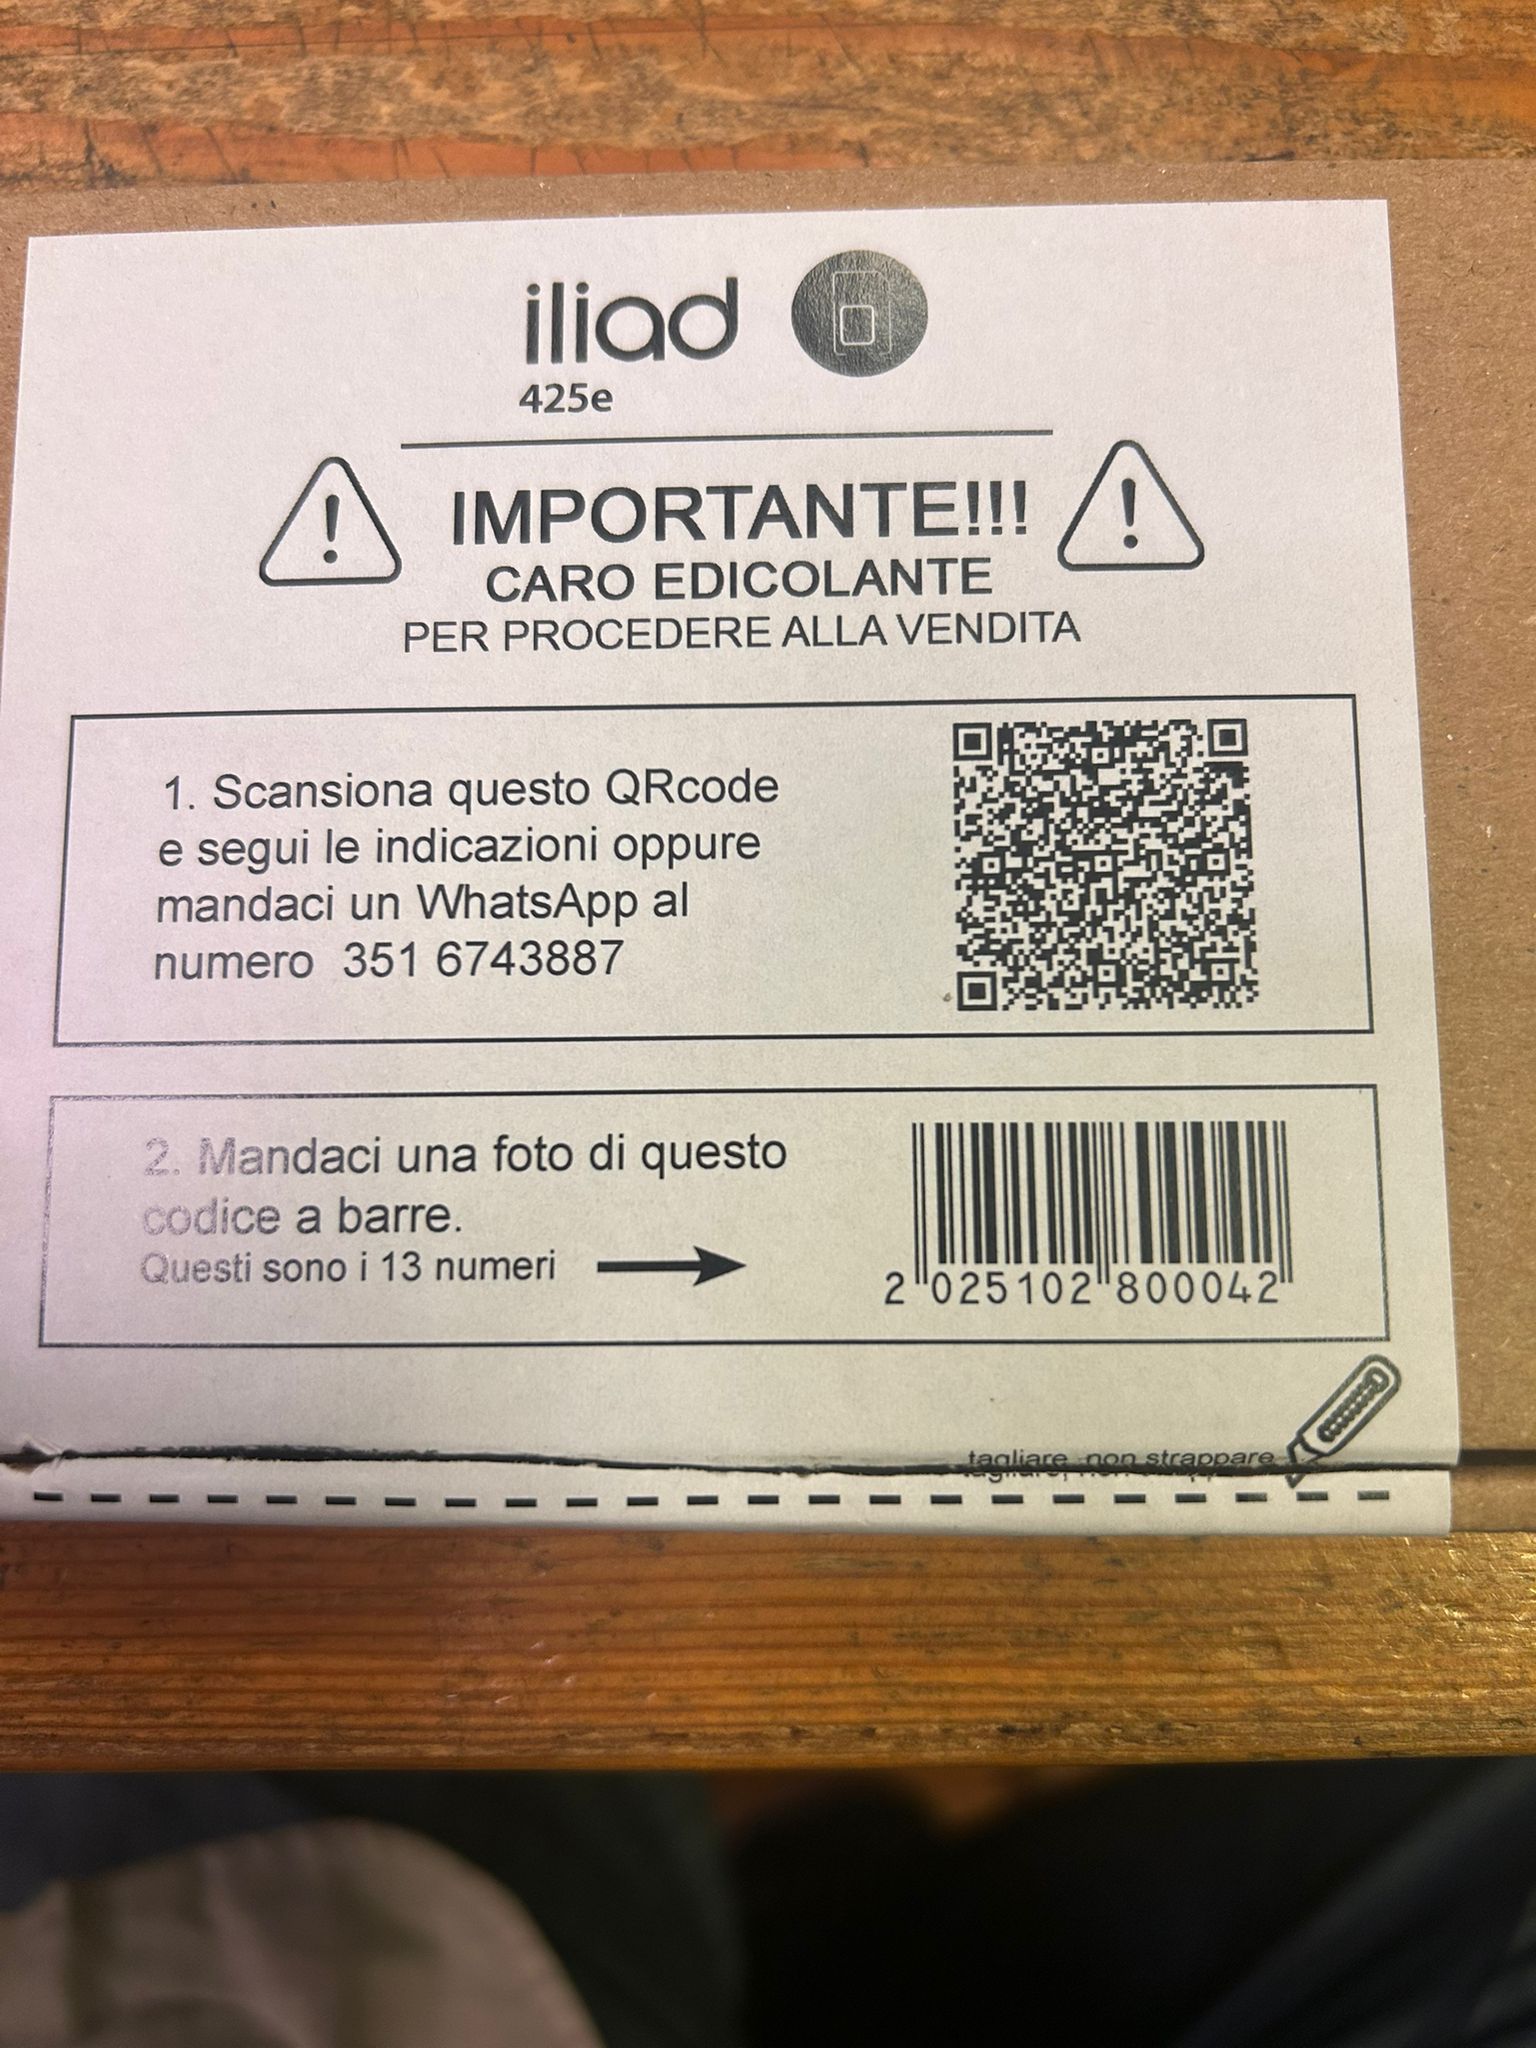 iliad
425e
IMPORTANTE!!!
CARO EDICOLANTE
PER PROCEDERE ALLA VENDITA
1. Scansiona questo QRcode
e segui le indicazioni oppure
mandaci un WhatsApp al
numero 351 6743887
2. Mandaci una foto di questo
codice a barre.
Questi sono i 13 numeri
2 025102 800042
tagliare, non strappare